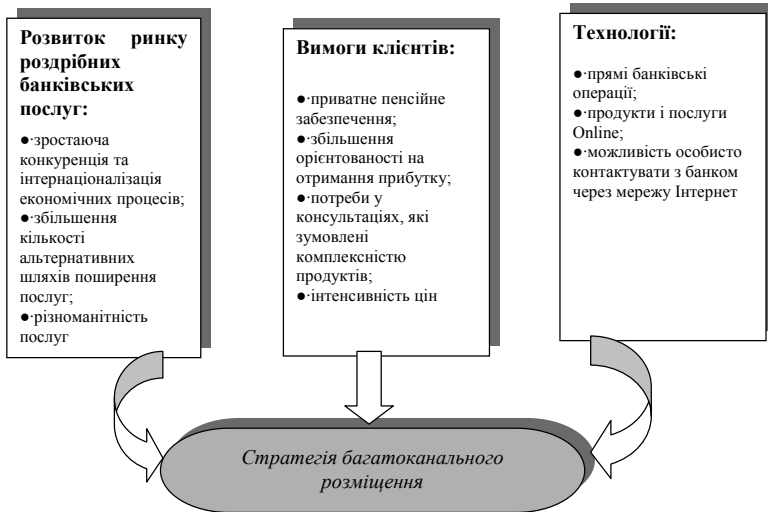 Розвиток ринку
роздрібних
банківських
послуг:
●·зростаюча
конкуренція та
інтернаціоналізація
економічних процесів;
●·збільшення
кількості
альтернативних
шляхів поширення
послуг;
●·різноманітність
послуг
Вимоги клієнтів:
●·приватне пенсійне
забезпечення;
●·збільшення
орієнтованості на
отримання прибутку;
●·потреби у
консультаціях, які
зумовлені
комплексністю
продуктів;
●·інтенсивність цін
Технології:
●·прямі банківські
операції;
●·продукти і послуги
Online;
●·можливість особисто
контактувати з банком
через мережу Інтернет
Стратегія багатоканального
розміщення